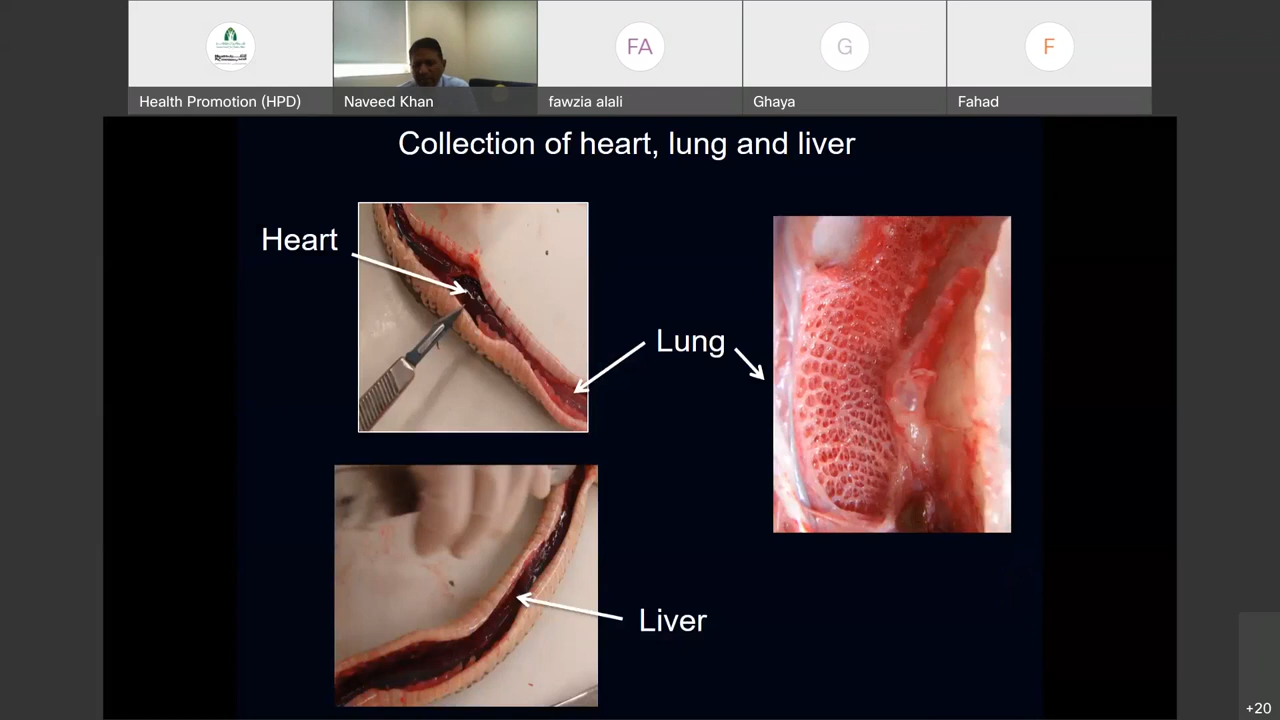 FA
G
F
Health Promotion (HPD)
Naveed Khan
fawzia alali
Ghaya
Fahad
Collection of heart, lung and liver
Heart
Lung
Liver
+20